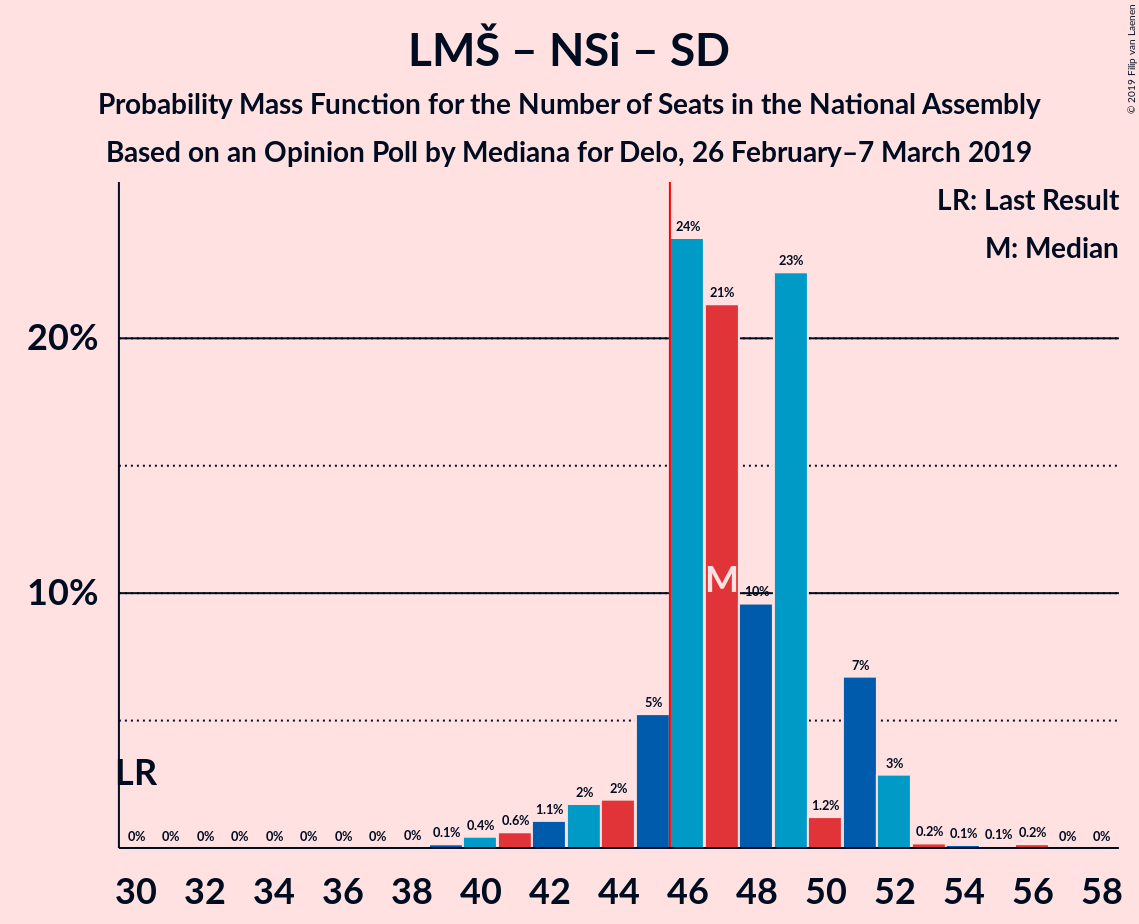 LMŠ – NSi – SD
Probability Mass Function for the Number of Seats in the National Assembly
Based on an Opinion Poll by Mediana for Delo, 26 February–7 March 2019
© 2019 Filip van Laenen
LR: Last Result
M: Median
20%
10%
LR
M
0% 0% 0% 0% 0% 0% 0% 0% 0% 0.1% 0.4% 0.6% 1.1% 2% 2% 5% 24% 21% 10% 23% 1.2% 7% 3% 0.2% 0.1% 0.1% 0.2% 0% 0%
30 32 34 36 38 40 42 44 46 48 50 52 54 56 58